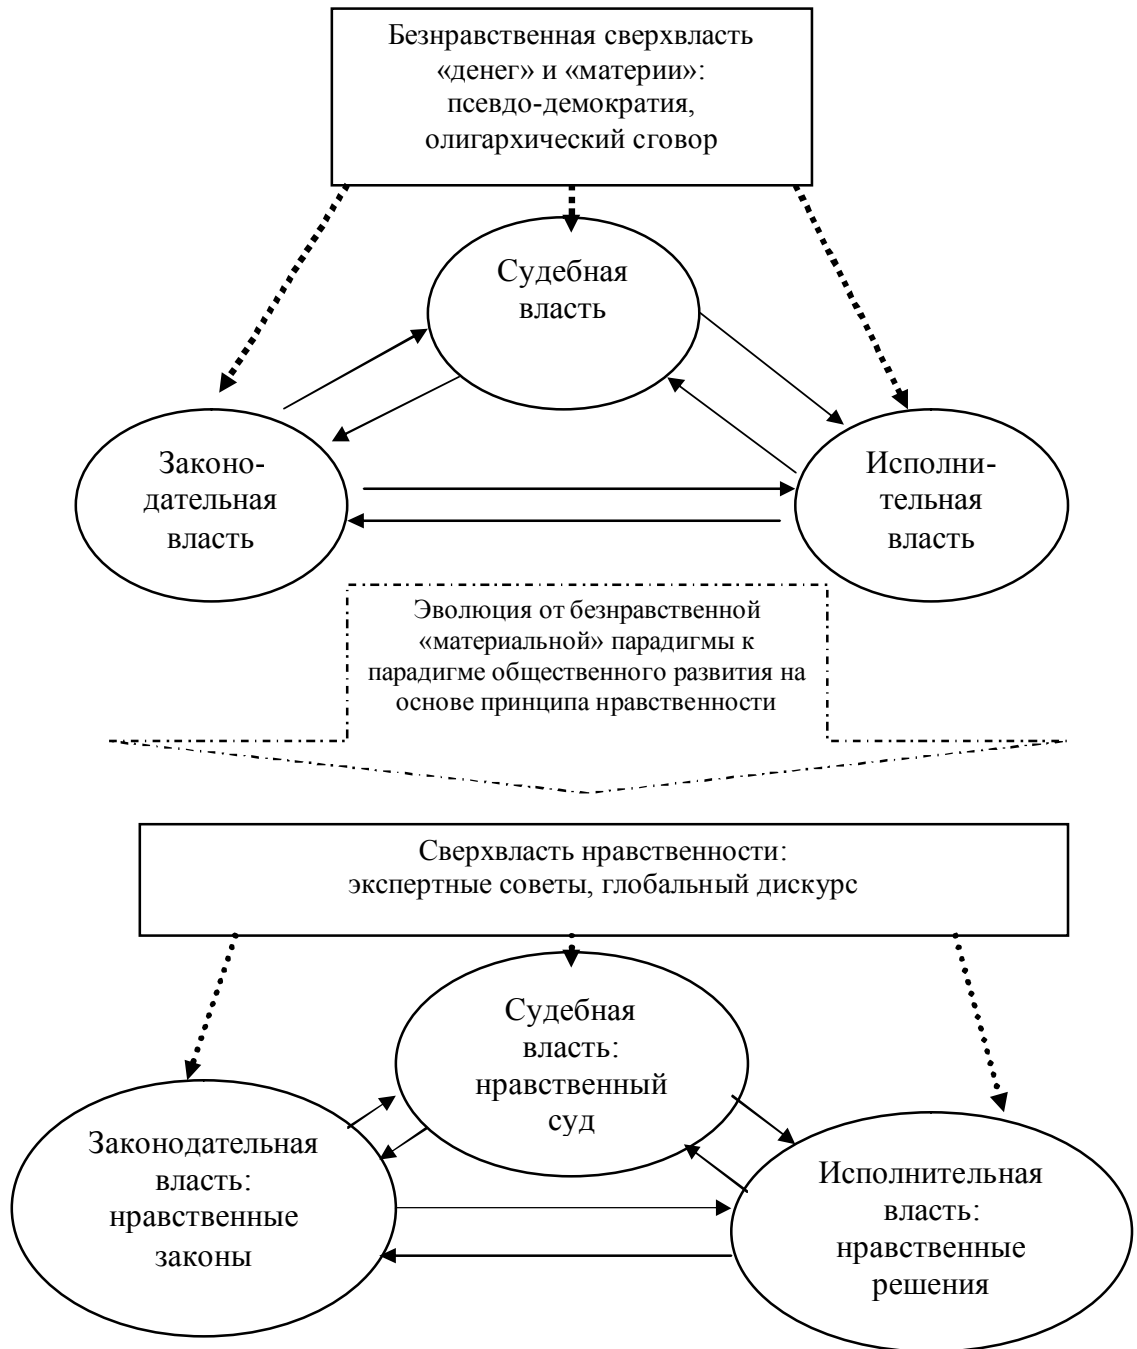 Безнравственная сверхвласть
«денег» и «материи»:
псевдо-демократия,
олигархический сговор
Судебная
власть
Законо-
дательная
власть
Исполни-
тельная
власть
Эволюция от безнравственной
«материальной» парадигмы к
парадигме общественного развития на
основе принципа нравственности
Сверхвласть нравственности:
экспертные советы, глобальный дискурс
Судебная
власть:
нравственный
суд
Законодательная
власть:
нравственные
законы
Исполнительная
власть:
нравственные
решения